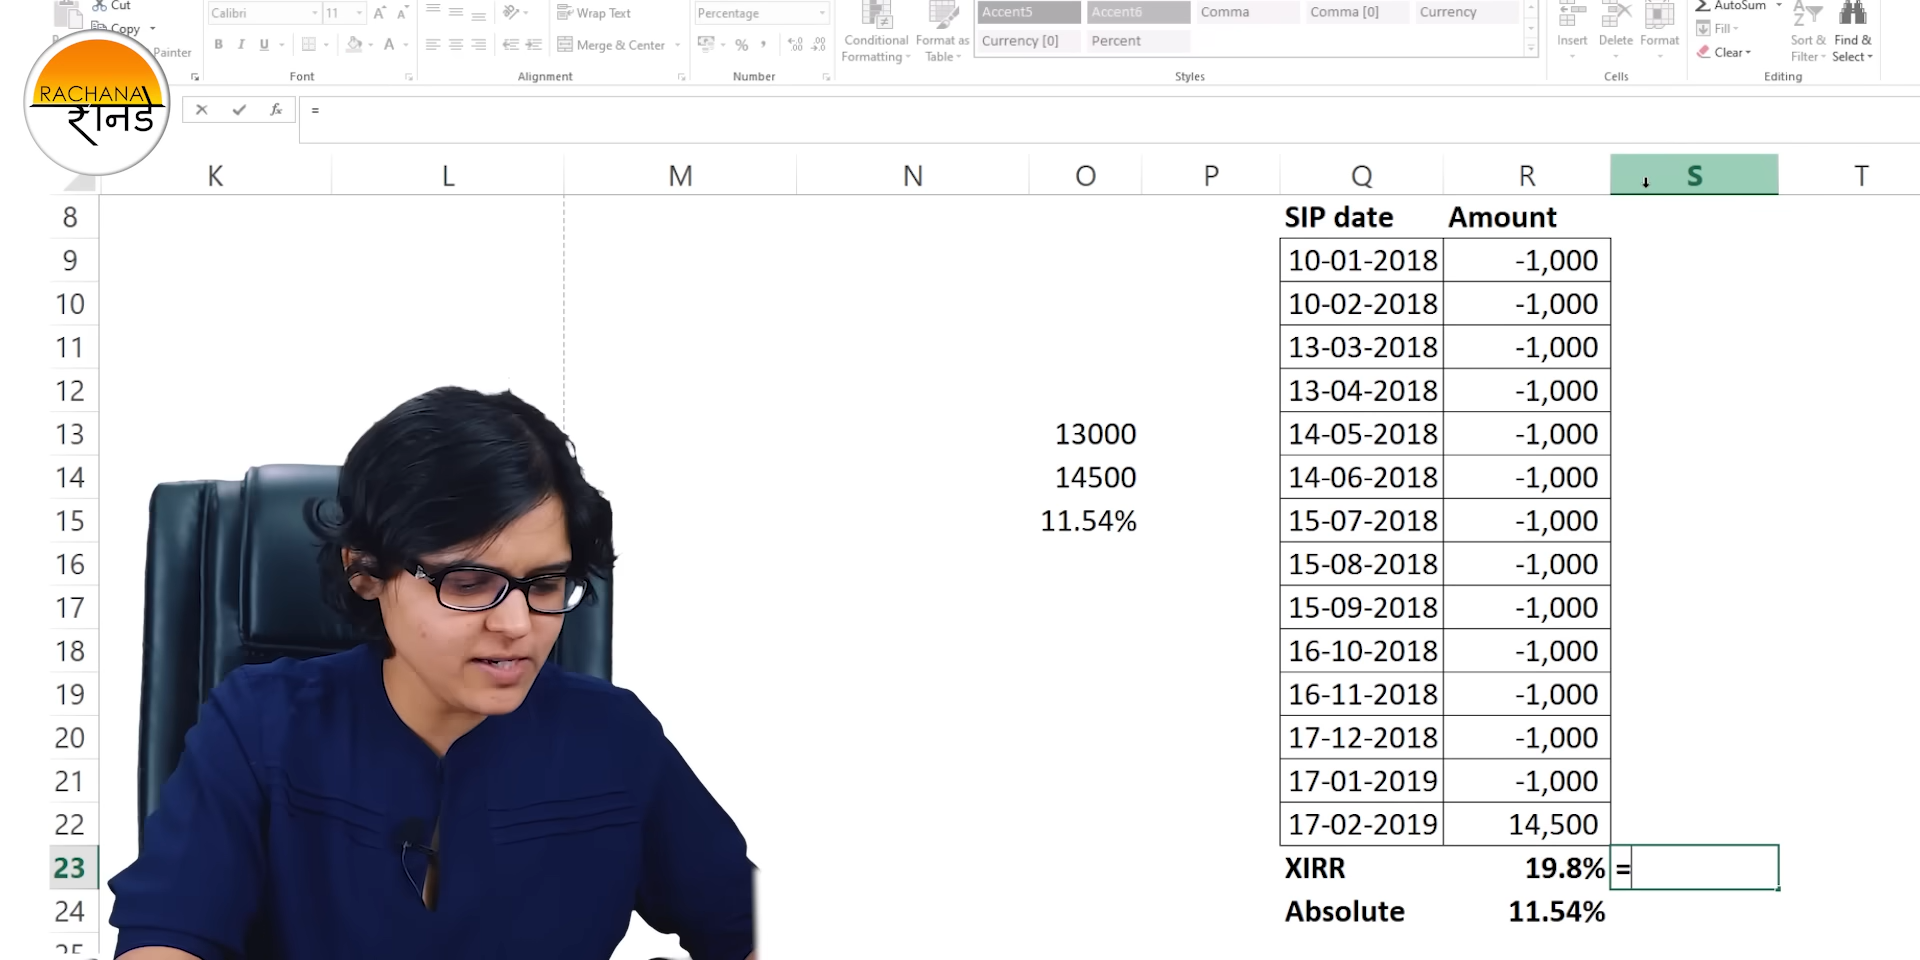 Cut
Copy
Painter
Calibri 11 A A
B I U A
Font
Wrap Text
Merge & Center
Alignment
Percentage
%
Number
Conditional Formatting
Format as Table
Accent5 Accent6 Comma Comma [0] Currency
Currency [0] Percent
Styles
Insert Delete Format
Cells
AutoSum
Fill
Clear
Sort & Filter
Find & Select
Editing
RACHANA
रानडे
fx =
K L M N O P Q R S T
8 SIP date Amount
9 10-01-2018 -1,000
10 10-02-2018 -1,000
11 13-03-2018 -1,000
12 13-04-2018 -1,000
13 13000 14-05-2018 -1,000
14 14500 14-06-2018 -1,000
15 11.54% 15-07-2018 -1,000
16 15-08-2018 -1,000
17 15-09-2018 -1,000
18 16-10-2018 -1,000
19 16-11-2018 -1,000
20 17-12-2018 -1,000
21 17-01-2019 -1,000
22 17-02-2019 14,500
23 XIRR 19.8% =
24 Absolute 11.54%